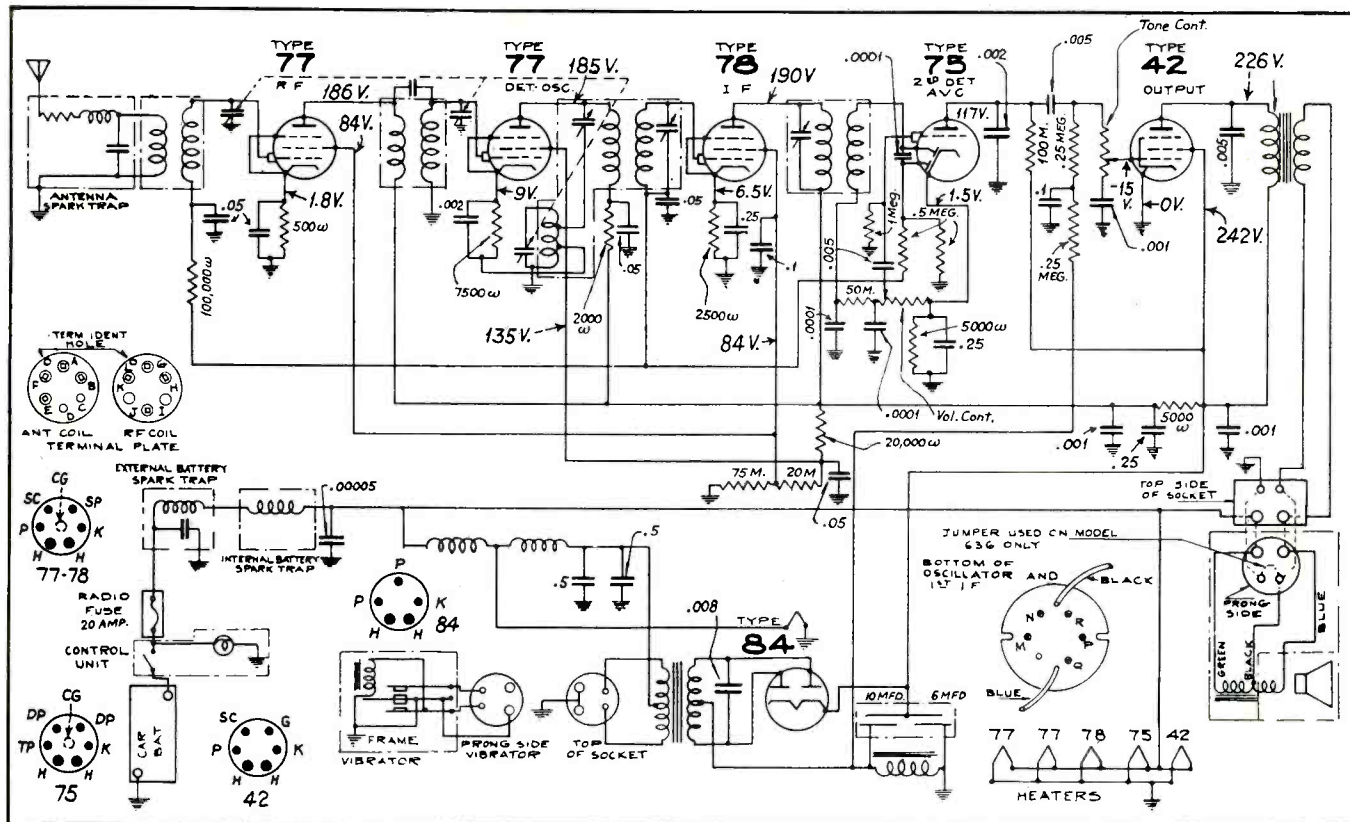 TYPE
77
RF
TYPE
77
DET-OSC.
185V.
TYPE
78
IF
190V
.0001
TYPE
75
2ND DET
AVC
.002
.005
Tone Cont.
TYPE
42
OUTPUT
226 V.
186V.
84V.
117V.
100 M.
.25 MEG.
.005
ANTENNA
SPARK TRAP
.05
1.8V.
500ω
.002
9V.
7500ω
2000
ω
.05
.05
6.5V.
.25
2500ω
.1
.005
1 Meg.
.5 MEG.
1.5V.
.1
-15
V.
0V.
.001
242V.
.25
MEG.
100,000ω
135V.
84V.
.0001
50M.
5000ω
.25
.0001
Vol. Cont.
TERM IDENT
HOLE
A
B
C
D
E
F
G
H
I
J
K
L
ANT COIL
RF COIL
TERMINAL PLATE
20,000ω
75 M.
20M
.05
.001
.25
5000
ω
.001
EXTERNAL BATTERY
SPARK TRAP
CG
SC
SP
P
K
H
H
77-78
INTERNAL BATTERY
SPARK TRAP
.00005
.5
.5
TOP SIDE
OF SOCKET
JUMPER USED ON MODEL
636 ONLY
BOTTOM OF
OSCILLATOR AND
1ST IF
BLACK
N
R
M
P
Q
BLUE
PRONG
SIDE
BLUE
GREEN
BLACK
RADIO
FUSE
20 AMP.
CONTROL
UNIT
CAR
BAT
P
P
K
H
H
84
.008
TYPE
84
FRAME
VIBRATOR
PRONG SIDE
VIBRATOR
TOP
OF SOCKET
10 MFD.
6 MFD
CG
DP
DP
TP
K
H
H
75
SC
G
P
K
H
H
42
77
77
78
75
42
HEATERS